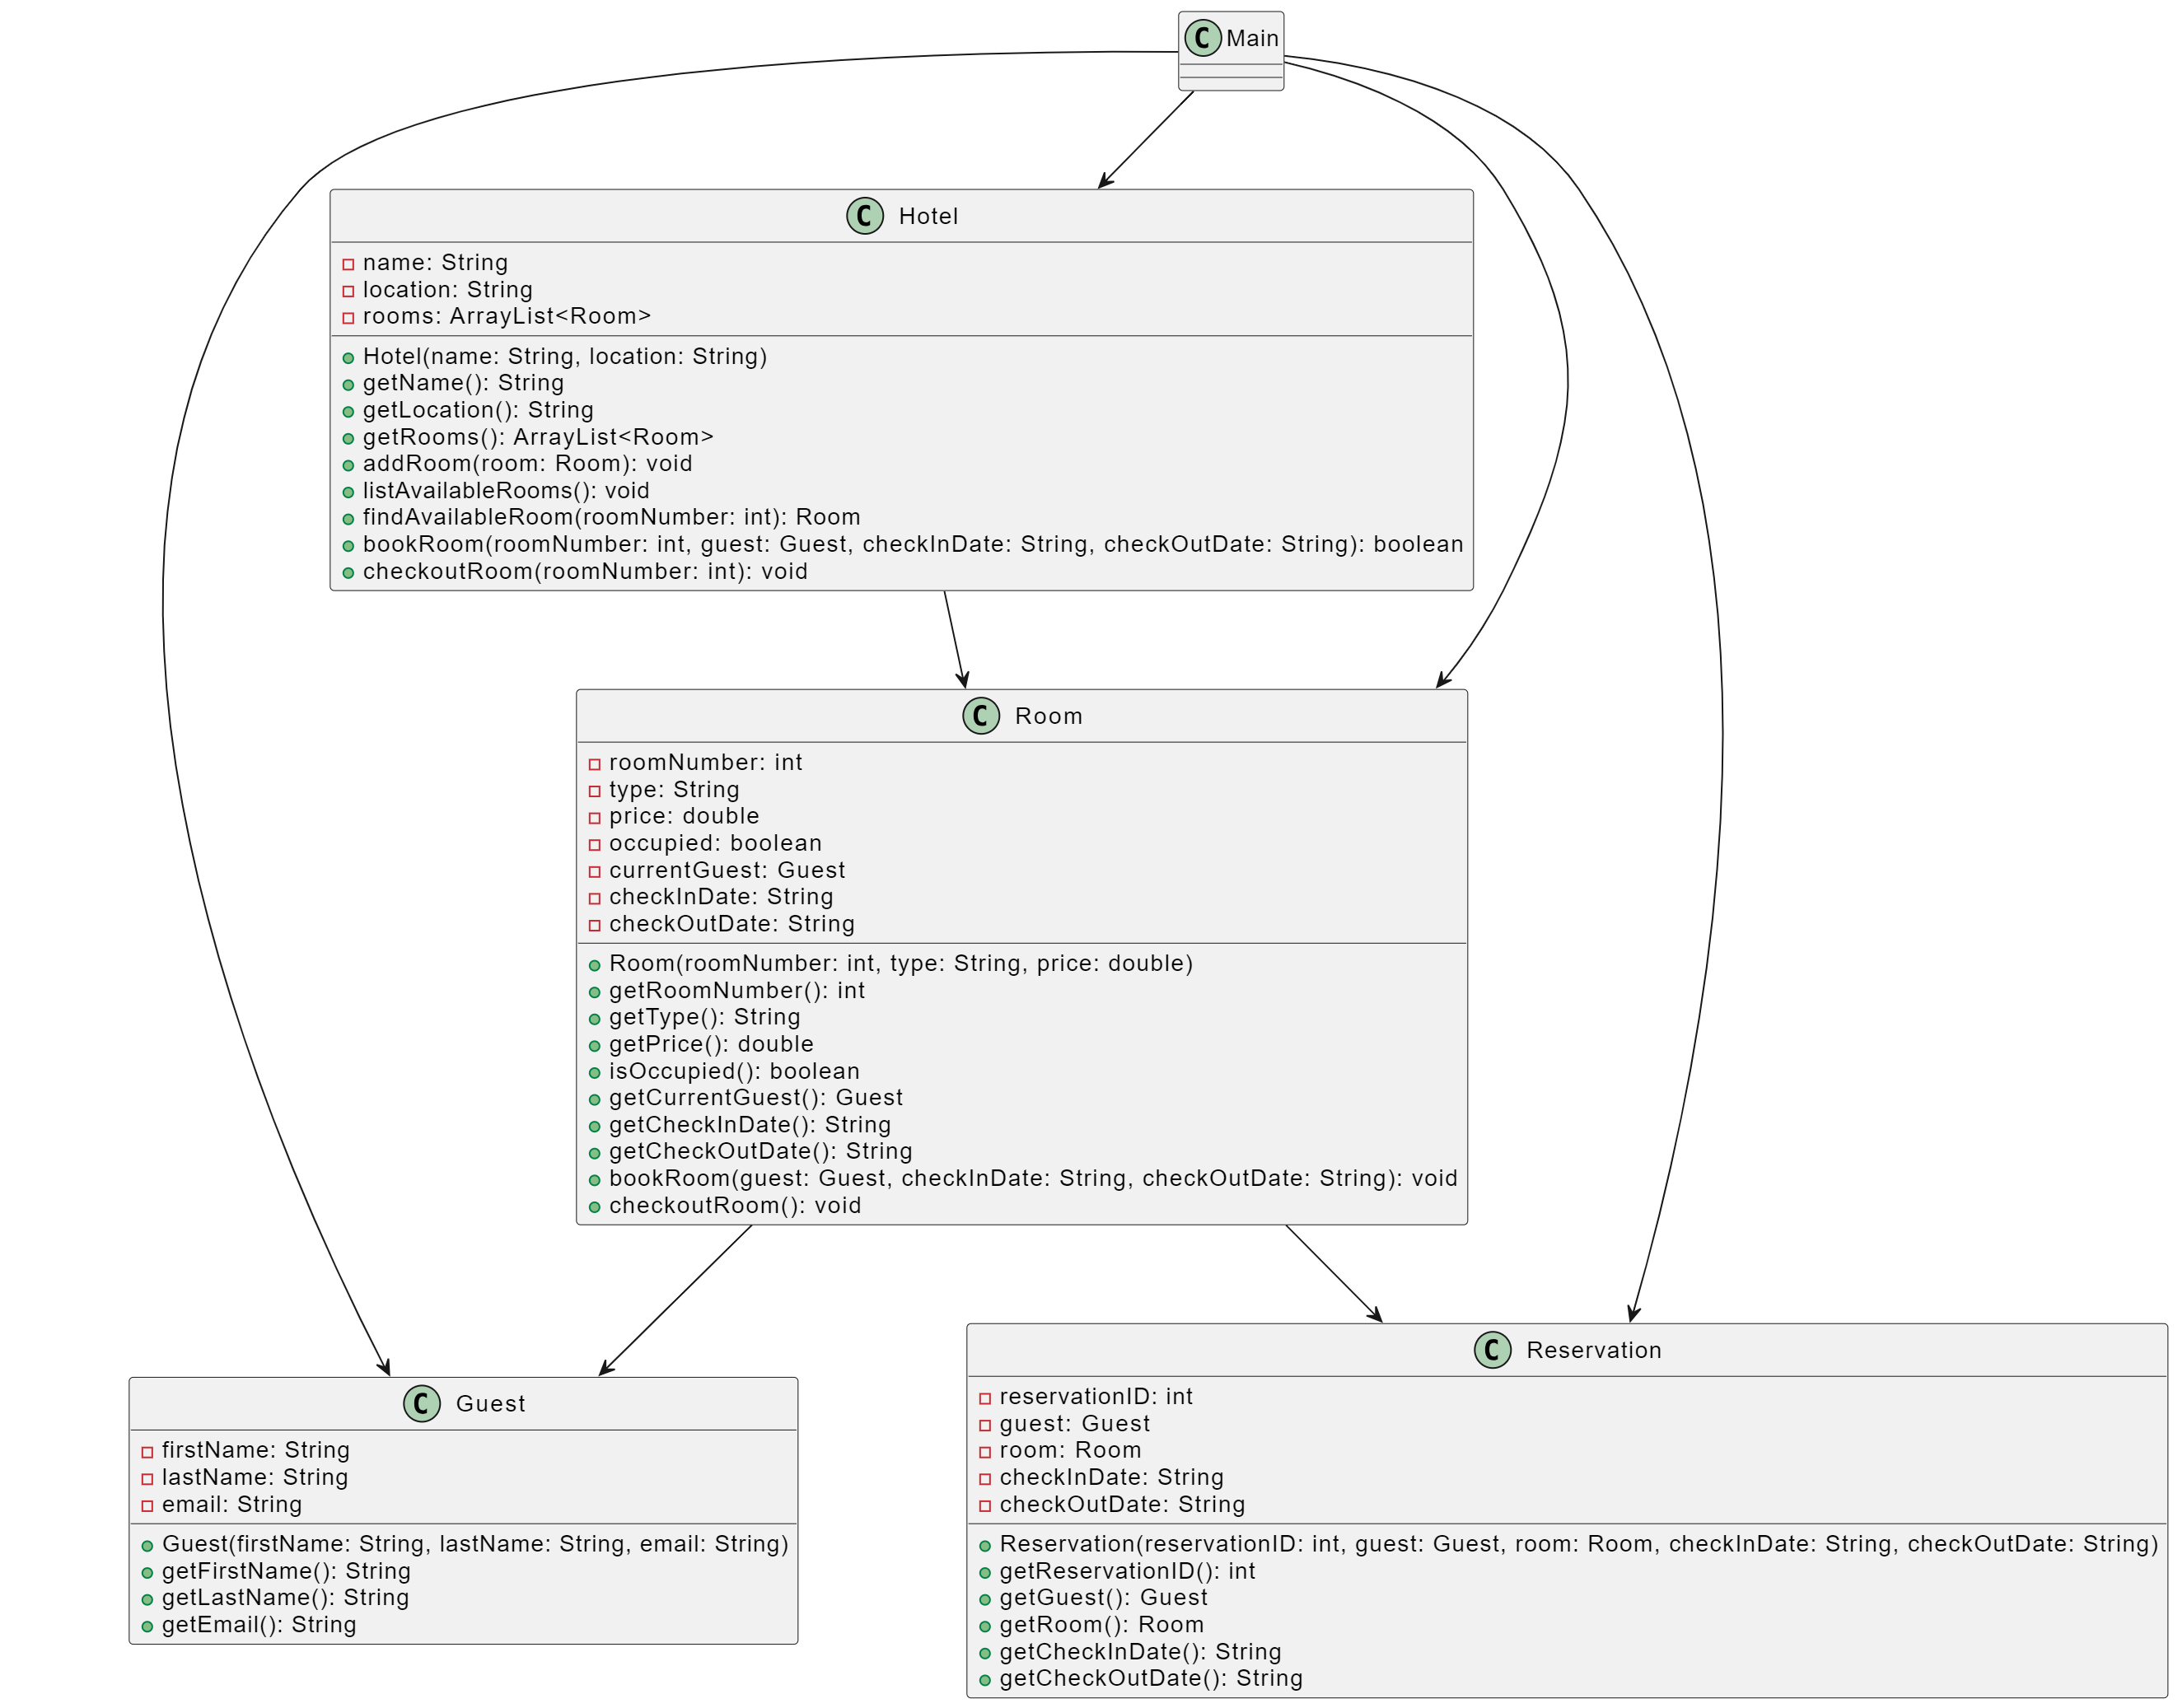 C Main
C Hotel
name: String
location: String
rooms: ArrayList<Room>
Hotel(name: String, location: String)
getName(): String
getLocation(): String
getRooms(): ArrayList<Room>
addRoom(room: Room): void
listAvailableRooms(): void
findAvailableRoom(roomNumber: int): Room
bookRoom(roomNumber: int, guest: Guest, checkInDate: String, checkOutDate: String): boolean
checkoutRoom(roomNumber: int): void
C Room
roomNumber: int
type: String
price: double
occupied: boolean
currentGuest: Guest
checkInDate: String
checkOutDate: String
Room(roomNumber: int, type: String, price: double)
getRoomNumber(): int
getType(): String
getPrice(): double
isOccupied(): boolean
getCurrentGuest(): Guest
getCheckInDate(): String
getCheckOutDate(): String
bookRoom(guest: Guest, checkInDate: String, checkOutDate: String): void
checkoutRoom(): void
C Guest
firstName: String
lastName: String
email: String
Guest(firstName: String, lastName: String, email: String)
getFirstName(): String
getLastName(): String
getEmail(): String
C Reservation
reservationID: int
guest: Guest
room: Room
checkInDate: String
checkOutDate: String
Reservation(reservationID: int, guest: Guest, room: Room, checkInDate: String, checkOutDate: String)
getReservationID(): int
getGuest(): Guest
getRoom(): Room
getCheckInDate(): String
getCheckOutDate(): String